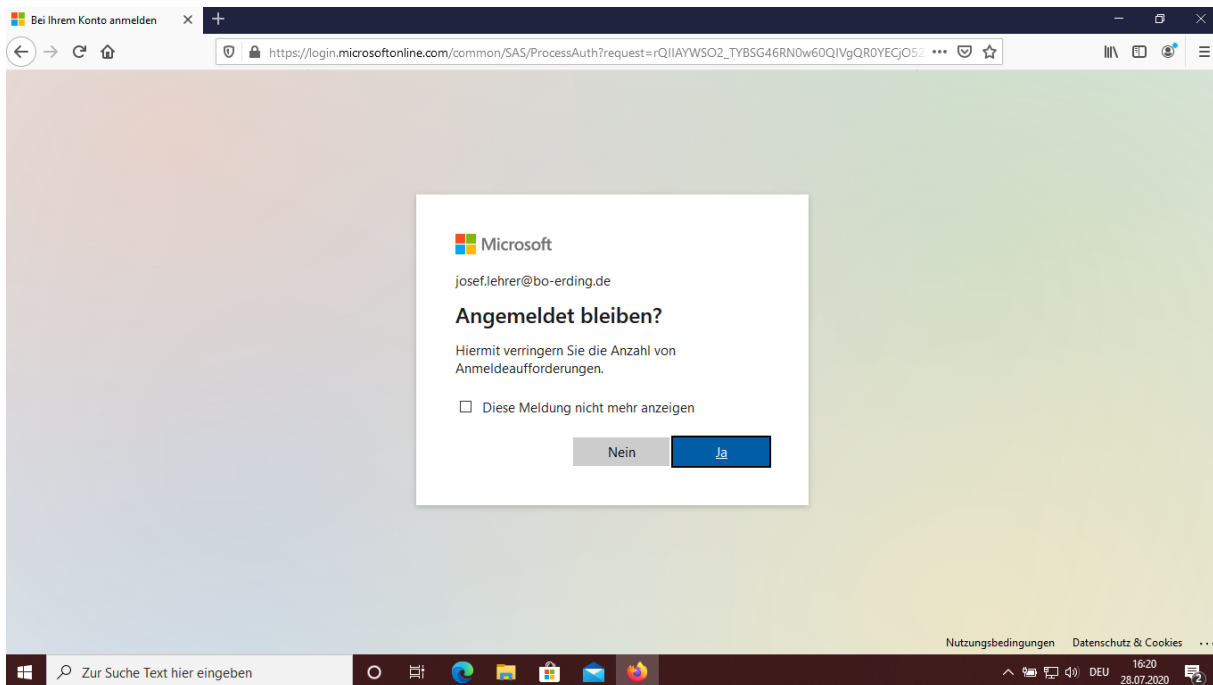 Bei Ihrem Konto anmelden
https://login.microsoftonline.com/common/SAS/ProcessAuth?request=rQIIAYWSO2_TYBSG46RN0w60QIVgQR0YECjO52
Microsoft
josef.lehrer@bo-erding.de
Angemeldet bleiben?
Hiermit verringern Sie die Anzahl von
Anmeldeaufforderungen.
Diese Meldung nicht mehr anzeigen
Nein Ja
Nutzungsbedingungen Datenschutz & Cookies ...
Zur Suche Text hier eingeben
DEU
16:20
28.07.2020
2